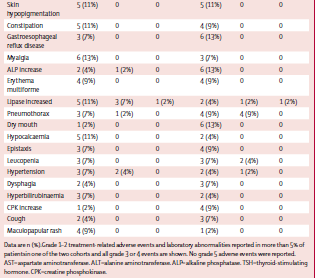 Skin 5 (11%) 0 0 5 (11%) 0 0
hypopigmentation
Constipation 5 (11%) 0 0 4 (9%) 0 0
Gastroesophageal 3 (7%) 0 0 6 (13%) 0 0
reflux disease
Myalgia 6 (13%) 0 0 3 (7%) 0 0
ALP increase 2 (4%) 1 (2%) 0 6 (13%) 0 0
Erythema 4 (9%) 0 0 4 (9%) 0 0
multiforme
Lipase increased 5 (11%) 3 (7%) 1 (2%) 2 (4%) 1 (2%) 1 (2%)
Pneumothorax 3 (7%) 1 (2%) 0 4 (9%) 4 (9%) 0
Dry mouth 1 (2%) 0 0 6 (13%) 0 0
Hypocalcaemia 5 (11%) 0 0 2 (4%) 0 0
Epistaxis 3 (7%) 0 0 4 (9%) 0 0
Leucopenia 3 (7%) 0 0 3 (7%) 2 (4%) 0
Hypertension 3 (7%) 2 (4%) 0 2 (4%) 1 (2%) 0
Dysphagia 2 (4%) 0 0 3 (7%) 0 0
Hyperbilirubinaemia 2 (4%) 0 0 3 (7%) 0 0
CPK increase 1 (2%) 0 0 4 (9%) 0 0
Cough 2 (4%) 0 0 3 (7%) 0 0
Maculopapular rash 4 (9%) 0 0 1 (2%) 0 0
Data are n (%). Grade 1–2 treatment-related adverse events and laboratory abnormalities reported in more than 5% of
patients in one of the two cohorts and all grade 3 or 4 events are shown. No grade 5 adverse events were reported.
AST=aspartate aminotransferase. ALT=alanine aminotransferase. ALP=alkaline phosphatase. TSH=thyroid-stimulating
hormone. CPK=creatine phosphokinase.